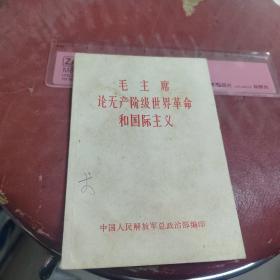 毛主席
论无产阶级世界革命
和国际主义
中国人民解放军总政治部编印